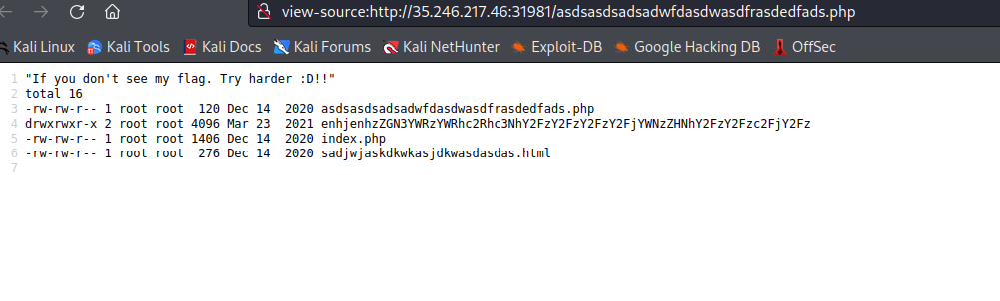 view-source:http://35.246.217.46:31981/asdsasdsadsadwfdasdwasdfrasdedfads.php
Kali Linux Kali Tools Kali Docs Kali Forums Kali NetHunter Exploit-DB Google Hacking DB OffSec
1 "If you don't see my flag. Try harder :D!!"
2 total 16
3 -rw-rw-r-- 1 root root 120 Dec 14 2020 asdsasdsadsadwfdasdwasdfrasdedfads.php
4 drwxrwxr-x 2 root root 4096 Mar 23 2021 enhjenhzZGN3YWRzYWRhc2Rhc3NhY2FzY2FzY2FzY2FjYWNzZHNhY2FzY2Fzc2FjY2Fz
5 -rw-rw-r-- 1 root root 1406 Dec 14 2020 index.php
6 -rw-rw-r-- 1 root root 276 Dec 14 2020 sadjwjaskdkwkasjdkwasdasdas.html
7